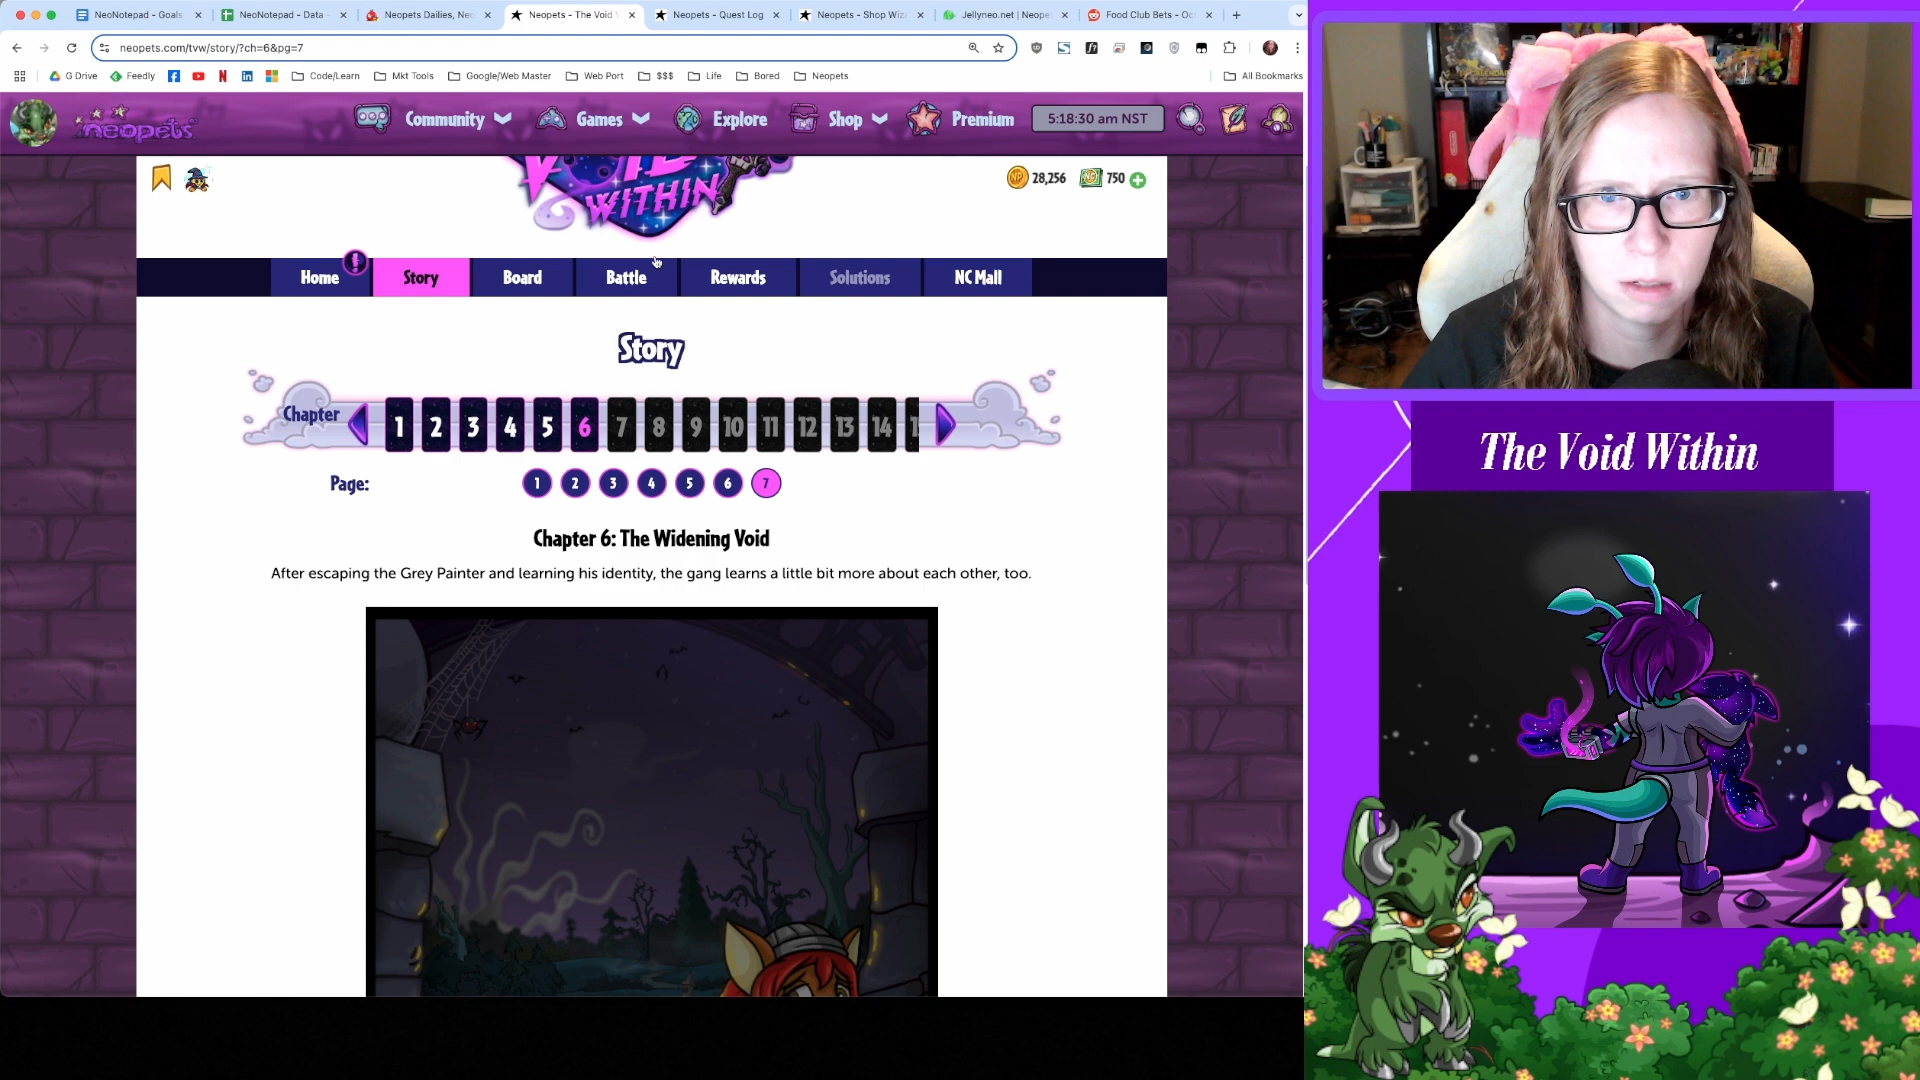 NeoNotepad - Goals
NeoNotepad - Data -
Neopets Dailies, Neo
Neopets - The Void
Neopets - Quest Log
Neopets - Shop Wiz
Jellyneo.net | Neope
Food Club Bets - Oc
neopets.com/tvw/story/?ch=6&pg=7
G Drive
Feedly
Code/Learn
Mkt Tools
Google/Web Master
Web Port
$$$
Life
Bored
Neopets
All Bookmarks
neopets
Community
Games
Explore
Shop
Premium
5:18:30 am NST
VOID
WITHIN
NP 28,256
750
Home
Story
Board
Battle
Rewards
Solutions
NC Mall
Story
Chapter 1 2 3 4 5 6 7 8 9 10 11 12 13 14
Page: 1 2 3 4 5 6 7
Chapter 6: The Widening Void
After escaping the Grey Painter and learning his identity, the gang learns a little bit more about each other, too.
The Void Within